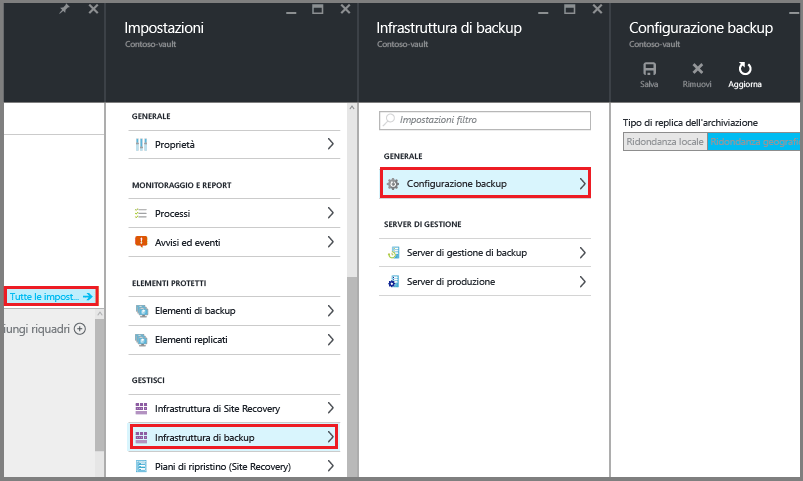 Tutte le impost...
iungi riquadri
Impostazioni
Contoso-vault
GENERALE
Proprietà
MONITORAGGIO E REPORT
Processi
Avvisi ed eventi
ELEMENTI PROTETTI
Elementi di backup
Elementi replicati
GESTISCI
Infrastruttura di Site Recovery
Infrastruttura di backup
Piani di ripristino (Site Recovery)
Infrastruttura di backup
Contoso-vault
Impostazioni filtro
GENERALE
Configurazione backup
SERVER DI GESTIONE
Server di gestione di backup
Server di produzione
Configurazione backup
Contoso-vault
Salva Rimuovi Aggiorna
Tipo di replica dell'archiviazione
Ridondanza locale Ridondanza geografi